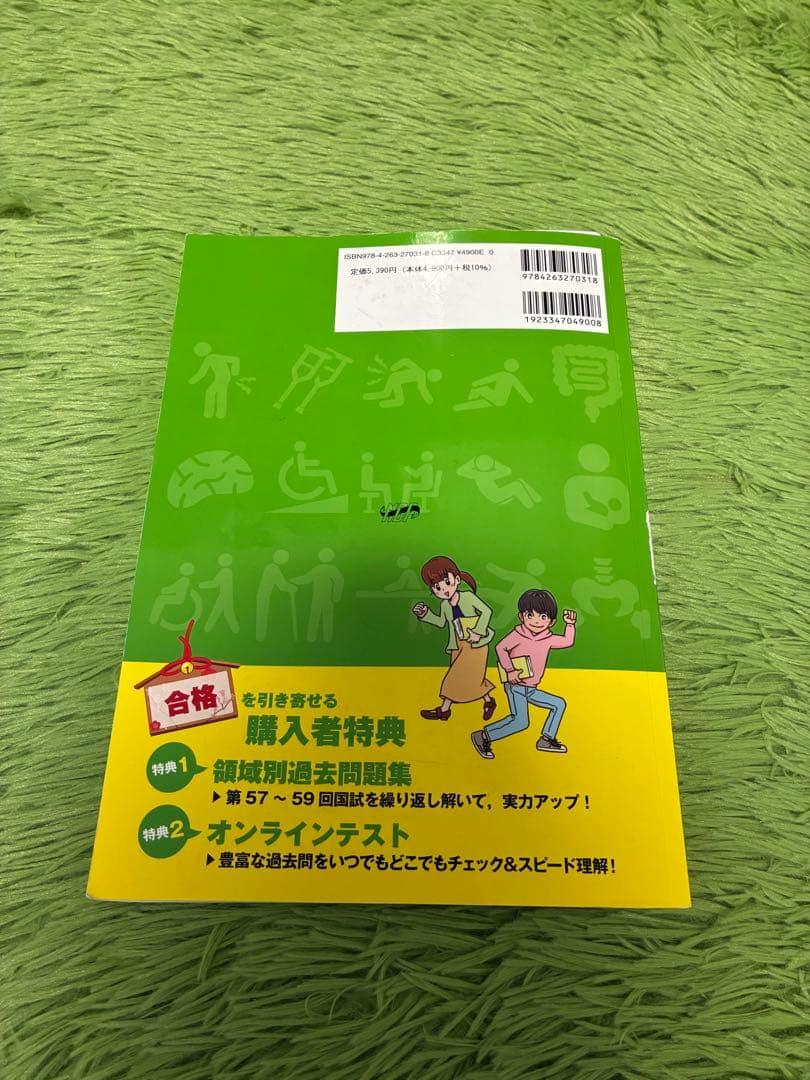 ISBN978-4-263-27031-8 C3347 ¥4900E 0
定価5,390円(本体4,900円+税10%)
9784263270318
1923347049008
合格
を引き寄せる
購入者特典
特典1
領域別過去問題集
▶第57〜59回国試を繰り返し解いて,実力アップ!
特典2
オンラインテスト
▶豊富な過去問をいつでもどこでもチェック&スピード理解!